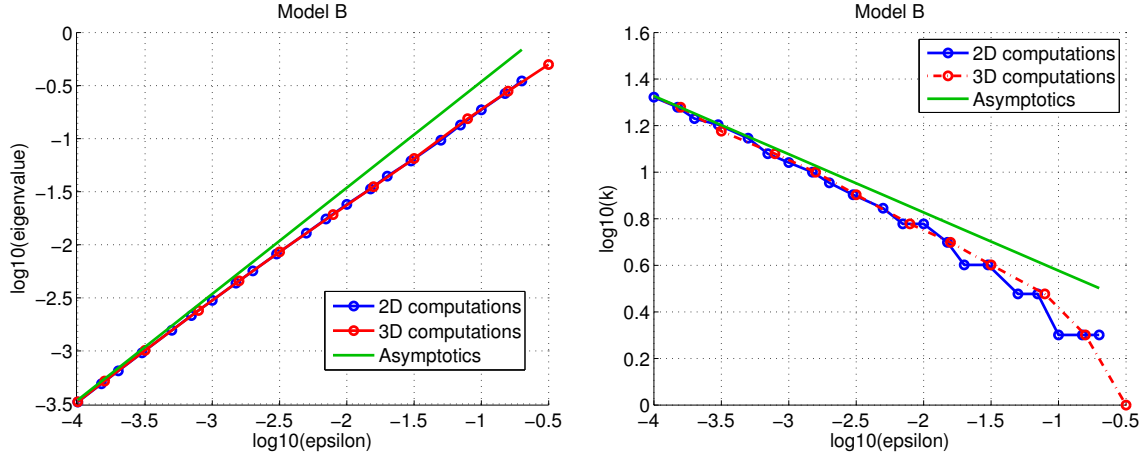 Model B
0
−0.5
−1
−1.5
−2
−2.5
−3
−3.5
−4 −3.5 −3 −2.5 −2 −1.5 −1 −0.5
log10(epsilon)
log10(eigenvalue)
2D computations
3D computations
Asymptotics
Model B
1.6
1.4
1.2
1
0.8
0.6
0.4
0.2
0
−4 −3.5 −3 −2.5 −2 −1.5 −1 −0.5
log10(epsilon)
log10(k)
2D computations
3D computations
Asymptotics